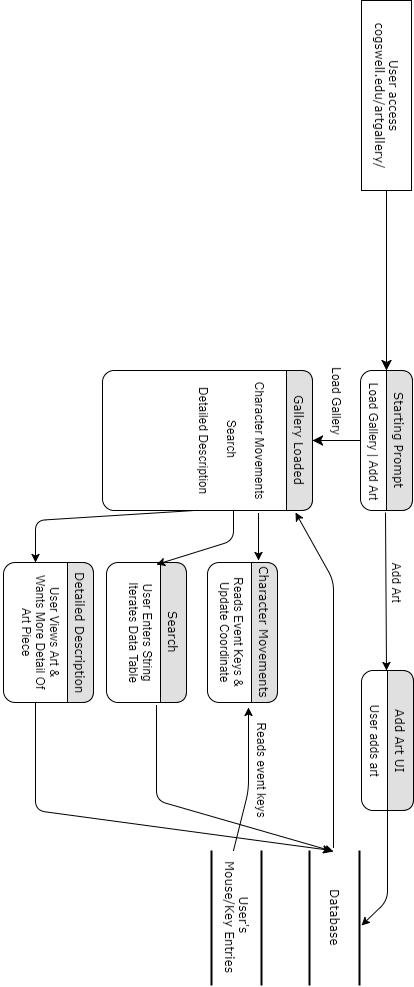 User access
cogswell.edu/artgallery/
Starting Prompt
Load Gallery | Add Art
Load Gallery
Add Art
Gallery Loaded
Character Movements
Search
Detailed Description
Add Art UI
User adds art
Character Movements
Reads Event Keys &
Update Coordinate
Search
User Enters String
Iterates Data Table
Detailed Description
User Views Art &
Wants More Detail Of
Art Piece
Reads event keys
Database
User's
Mouse/Key Entries